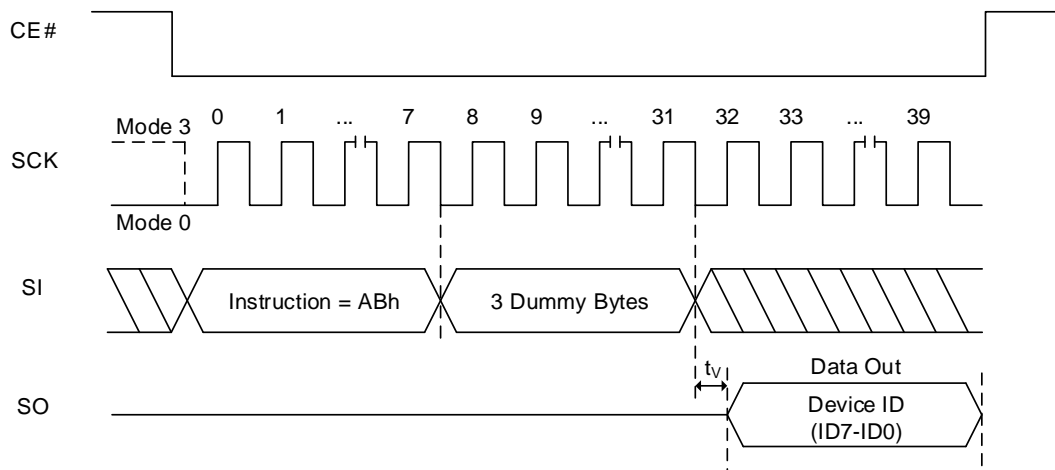 CE#
0 1 ... 7 8 9 ... 31 32 33 ... 39
Mode 3
SCK
Mode 0
SI
Instruction = ABh
3 Dummy Bytes
tV
Data Out
SO
Device ID
(ID7-ID0)